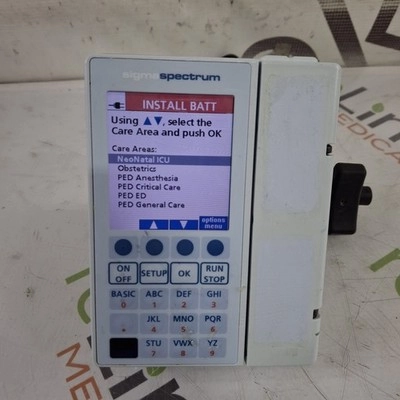 sigmaspectrum
INSTALL BATT
Using ▲▼, select the
Care Area and push OK
Care Areas:
NeoNatal ICU
Obstetrics
PED Anesthesia
PED Critical Care
PED ED
PED General Care
▲ ▼ options
menu
ON
OFF
SETUP
OK
RUN
STOP
BASIC ABC DEF GHI
0 1 2 3
. JKL MNO PQR
4 5 6
STU VWX YZ
7 8 9
MEDICAL